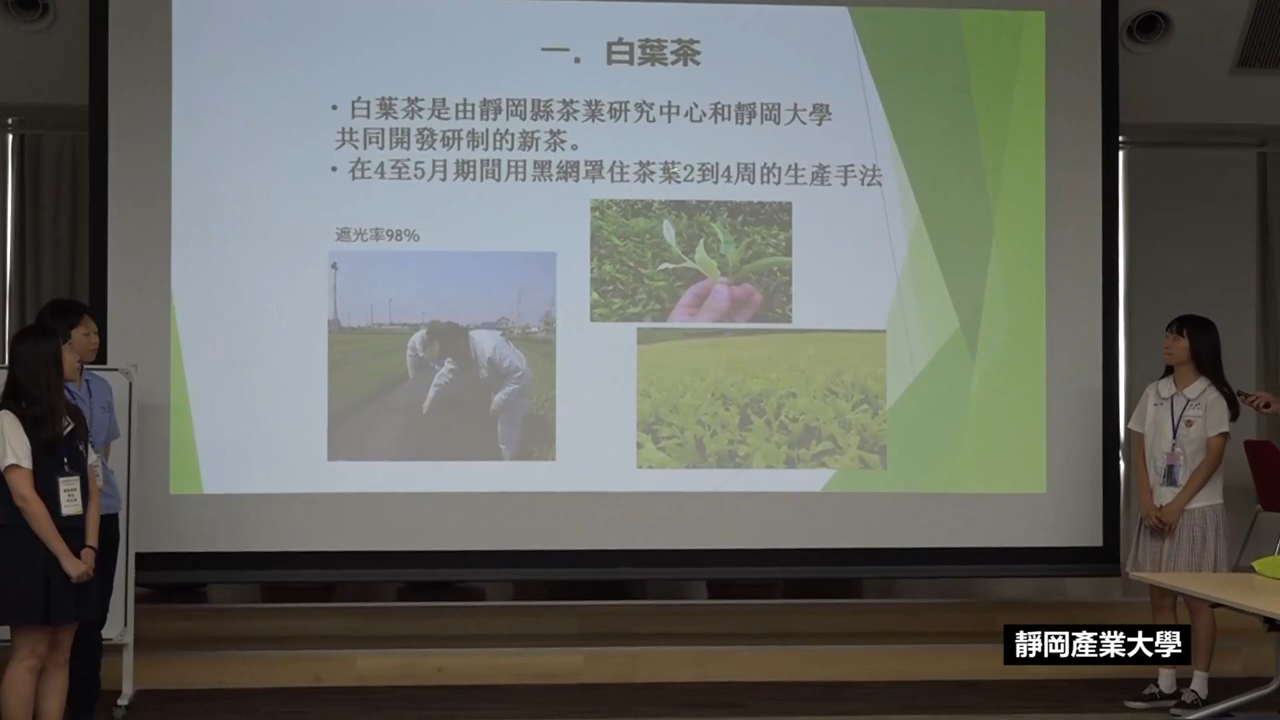 一. 白葉茶
• 白葉茶是由靜岡縣茶業研究中心和靜岡大學
共同開發研制的新茶。
• 在4至5月期間用黑網罩住茶葉2到4周的生產手法
遮光率98%
靜岡產業大學